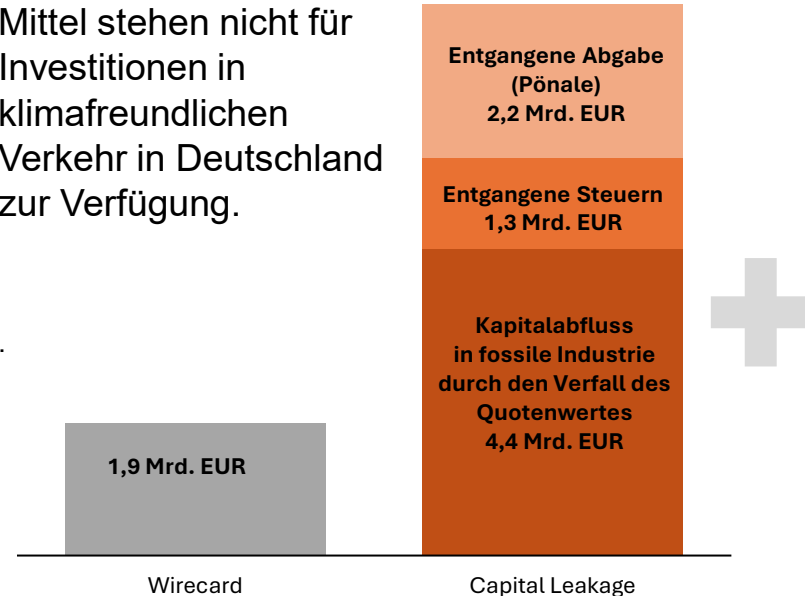 Mittel stehen nicht für
Investitionen in
klimafreundlichen
Verkehr in Deutschland
zur Verfügung.
.
Entgangene Abgabe
(Pönale)
2,2 Mrd. EUR
Entgangene Steuern
1,3 Mrd. EUR
Kapitalabfluss
in fossile Industrie
durch den Verfall des
Quotenwertes
4,4 Mrd. EUR
1,9 Mrd. EUR
Wirecard
Capital Leakage